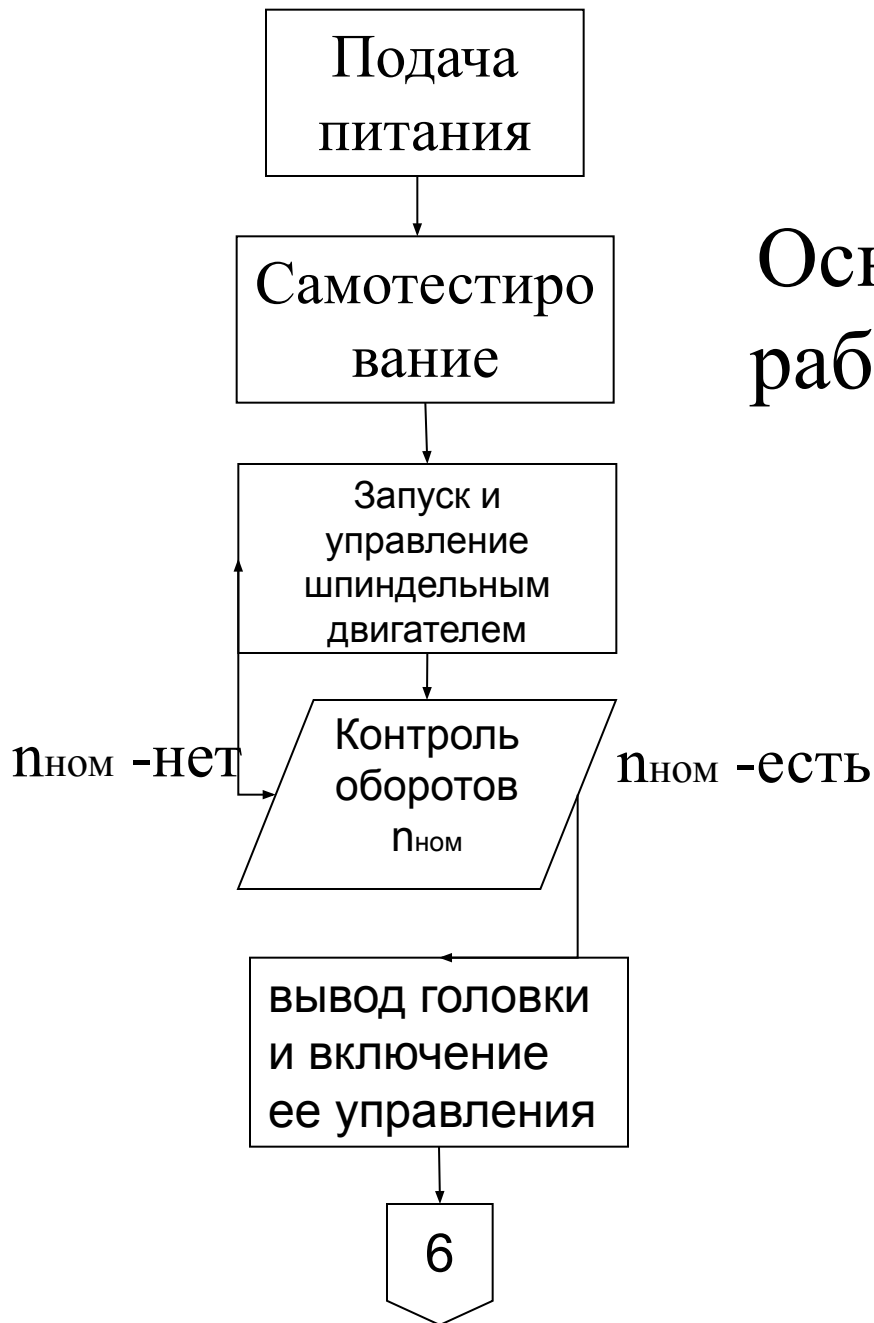 Подача
питания
Самотестиро
вание
Запуск и
управление
шпиндельным
двигателем
nном -нет
Контроль
оборотов
nном
nном -есть
вывод головки
и включение
ее управления
6